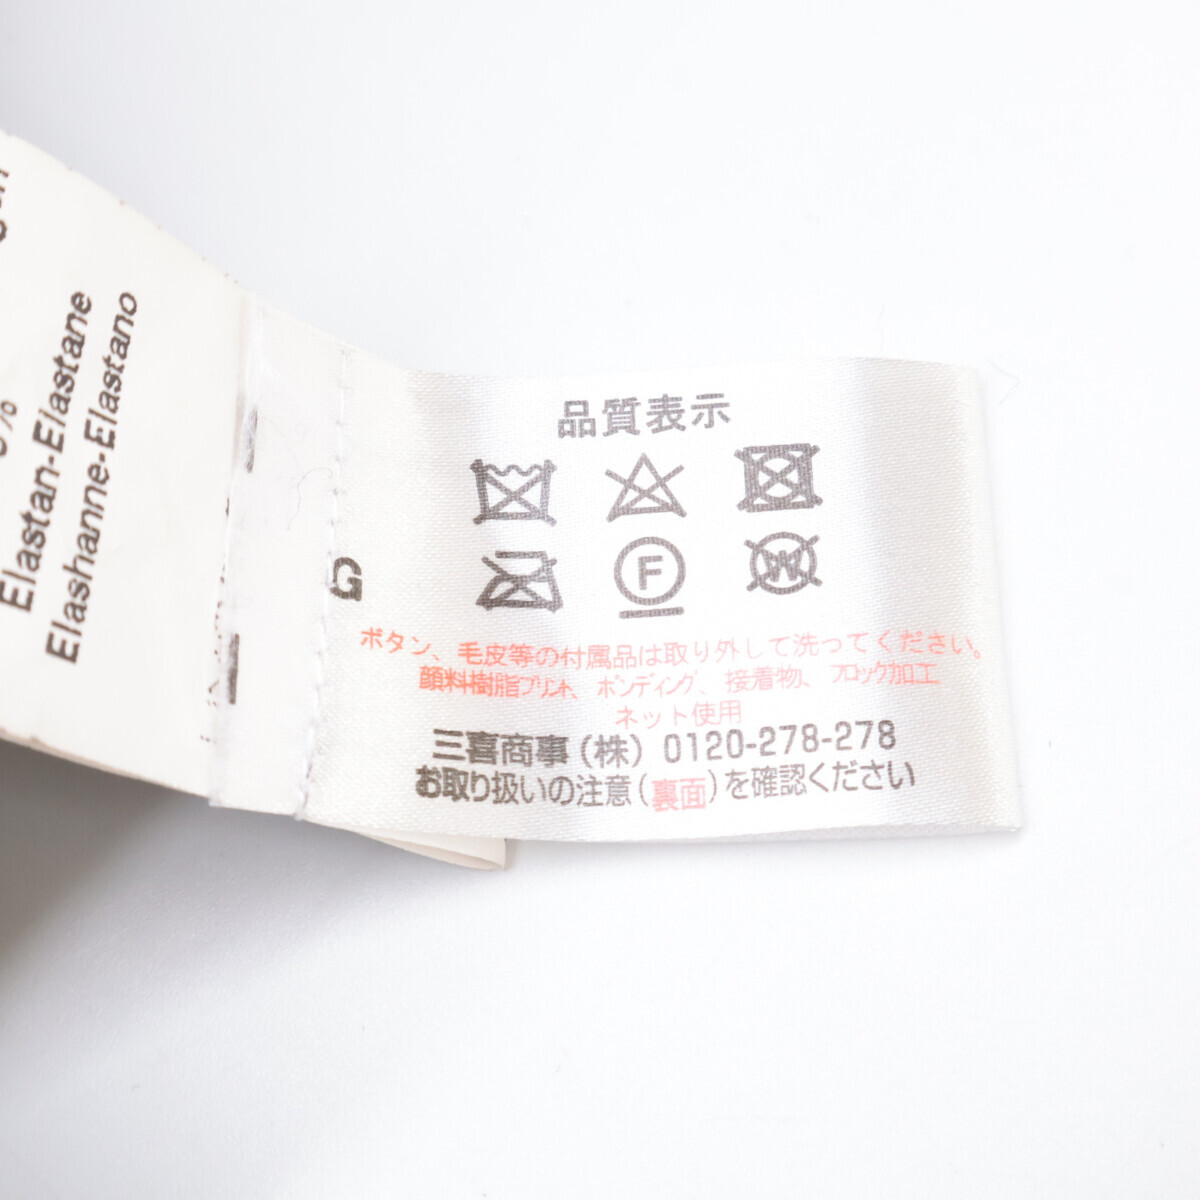 Elastan-Elastane
Elashanne-Elastano
G
品質表示
F
W
ボタン、毛皮等の付属品は取り外して洗ってください。
顔料樹脂プリント、ボンディング、接着物、フロック加工
ネット使用
三喜商事(株) 0120-278-278
お取り扱いの注意(裏面)を確認ください